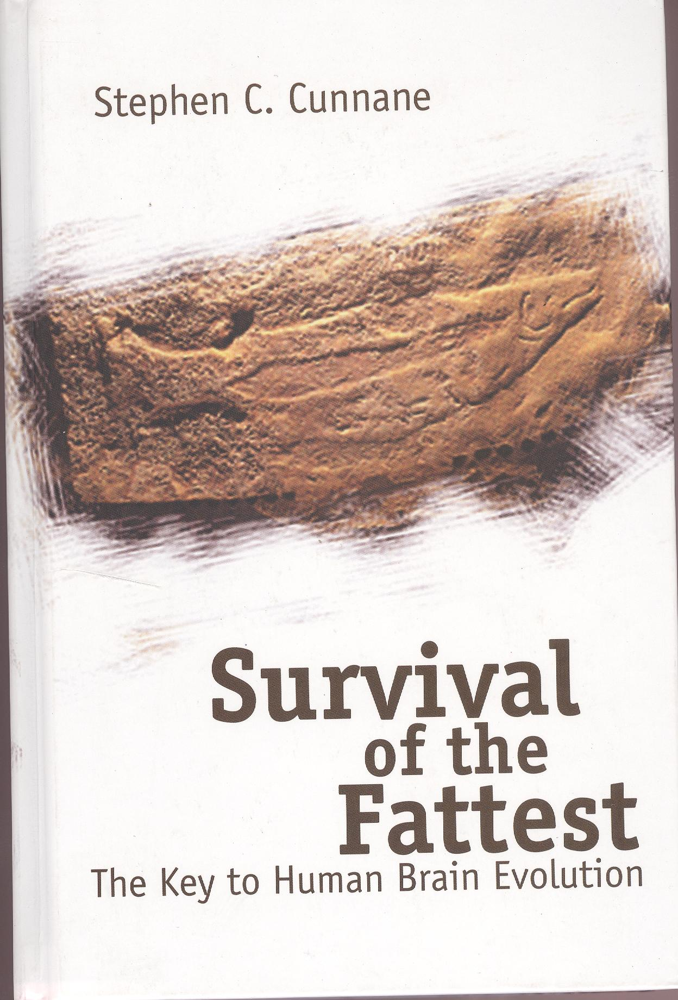 Stephen C. Cunnane
Survival
of the
Fattest
The Key to Human Brain Evolution